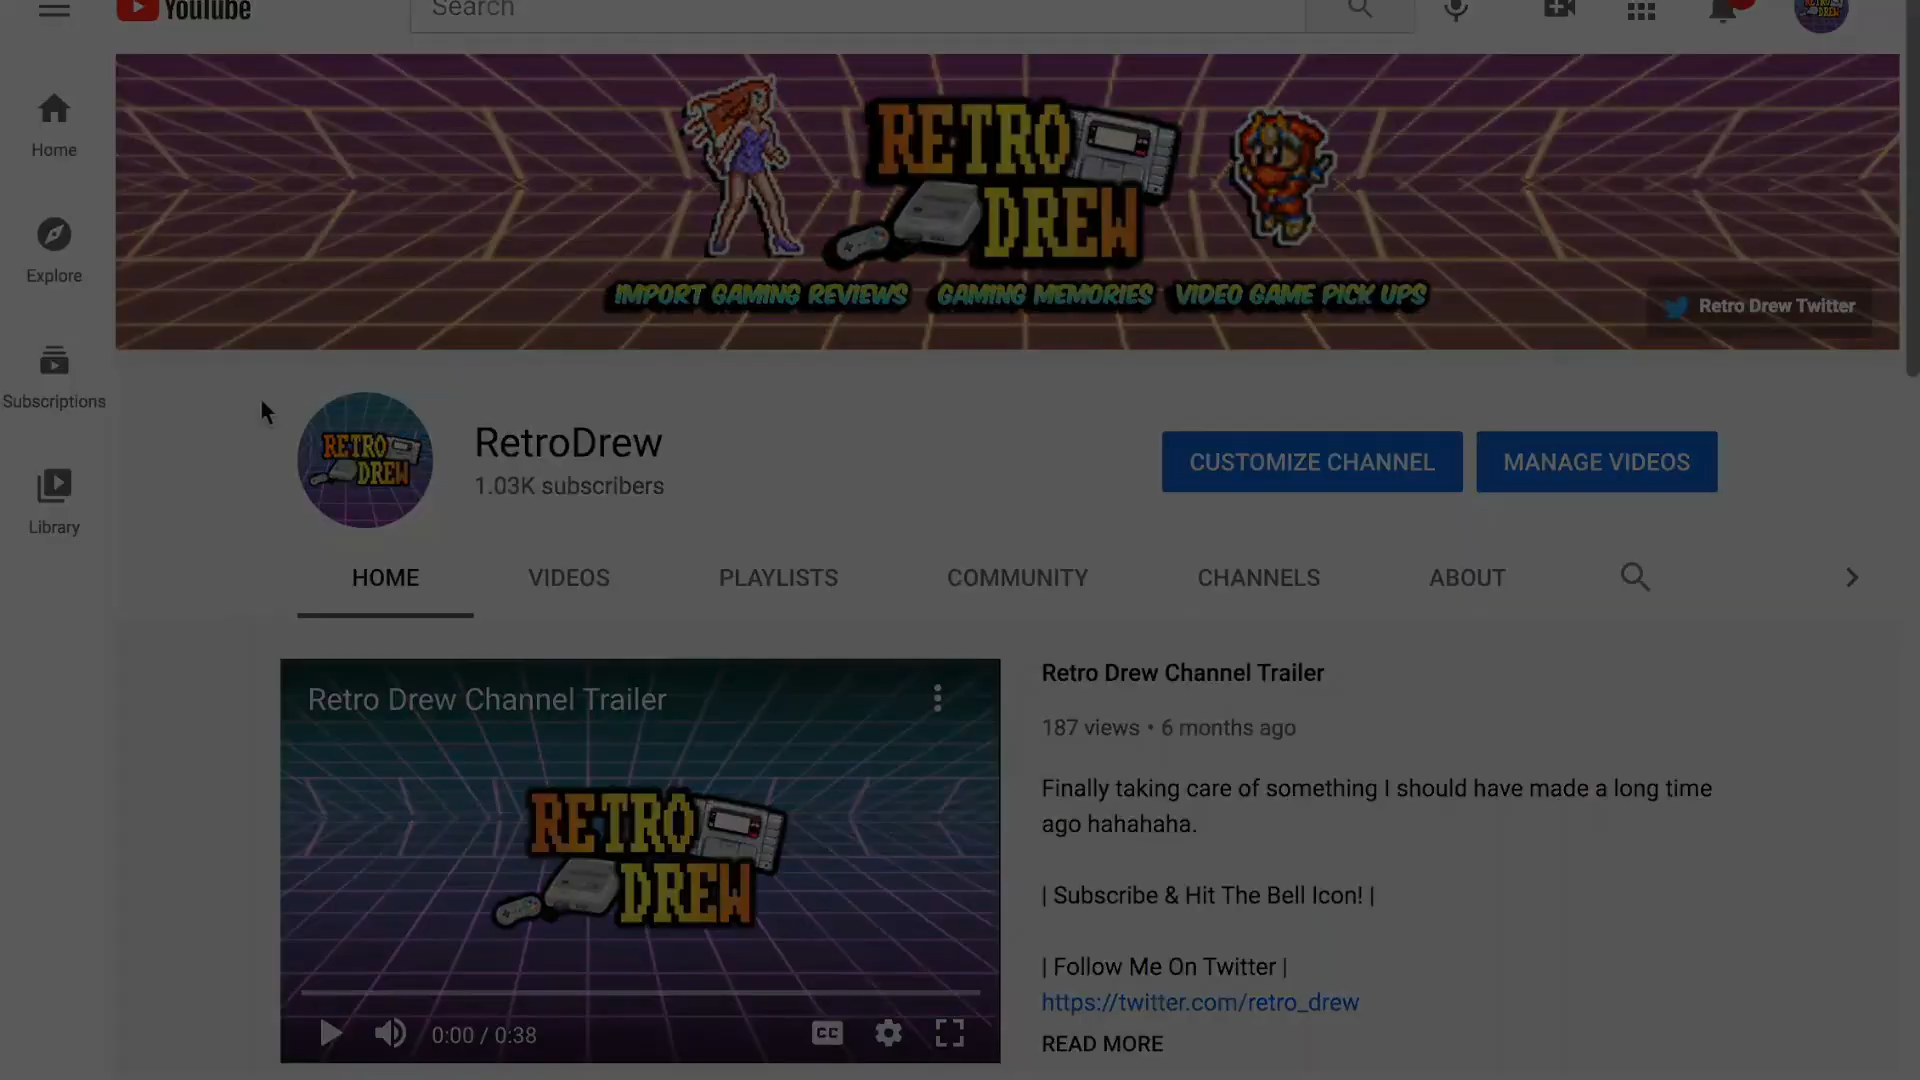 YouTube
Search
Home
Explore
Subscriptions
Library
RETRO
DREW
IMPORT GAMING REVIEWS GAMING MEMORIES VIDEO GAME PICK UPS
Retro Drew Twitter
RETRO
DREW
RetroDrew
1.03K subscribers
CUSTOMIZE CHANNEL
MANAGE VIDEOS
HOME
VIDEOS
PLAYLISTS
COMMUNITY
CHANNELS
ABOUT
Retro Drew Channel Trailer
RETRO
DREW
0:00 / 0:38
CC
Retro Drew Channel Trailer
187 views • 6 months ago
Finally taking care of something I should have made a long time
ago hahahaha.
| Subscribe & Hit The Bell Icon! |
| Follow Me On Twitter |
https://twitter.com/retro_drew
READ MORE